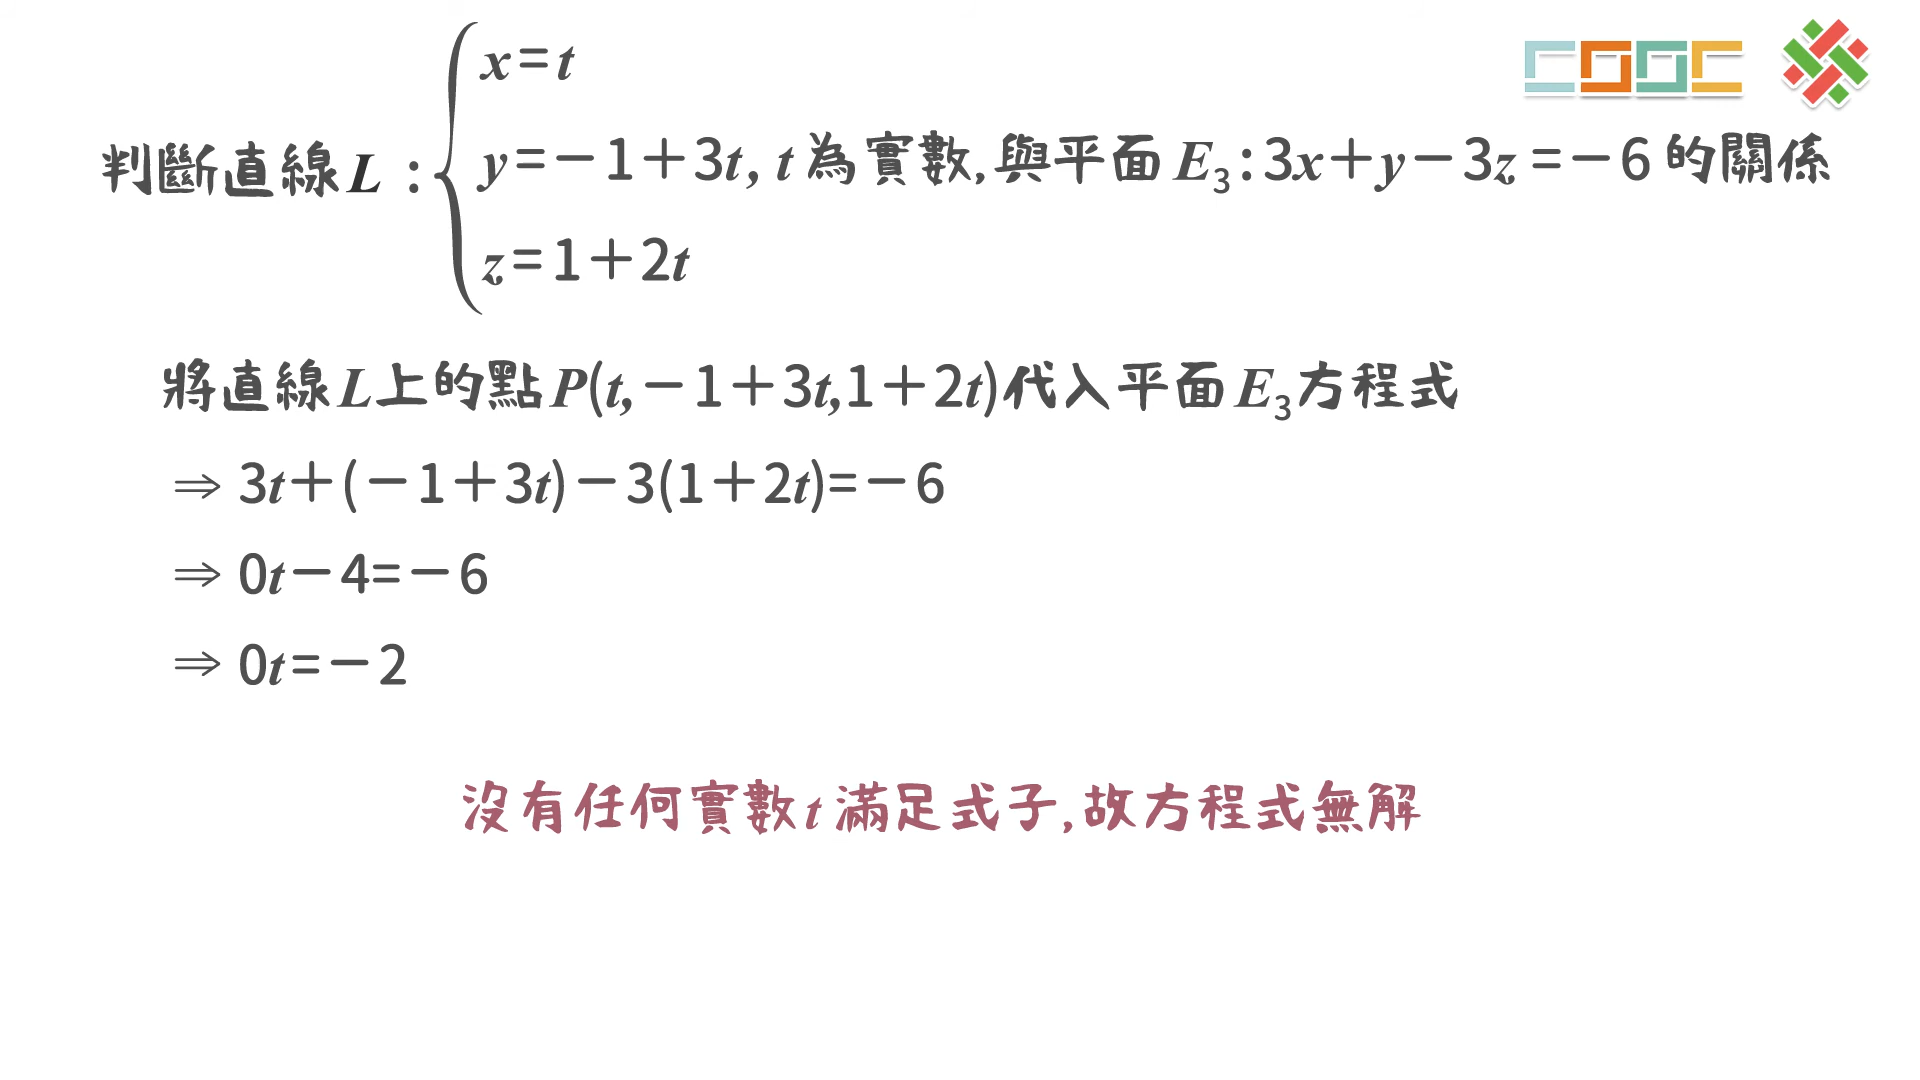 x=t
判斷直線L : y=-1+3t, t為實數,與平面E₃:3x+y-3z=-6的關係
z=1+2t
COOC
將直線L上的點P(t,-1+3t,1+2t)代入平面E₃方程式
⇒ 3t+(-1+3t)-3(1+2t)=-6
⇒ 0t-4=-6
⇒ 0t=-2
沒有任何實數t滿足式子,故方程式無解